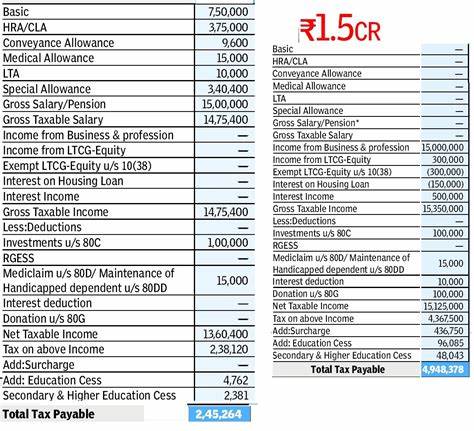 Basic 7,50,000
HRA/CLA 3,75,000
Conveyance Allowance 9,600
Medical Allowance 15,000
LTA 10,000
Special Allowance 3,40,400
Gross Salary/Pension 15,00,000
Gross Taxable Salary 14,75,400
Income from Business & profession —
Income from LTCG-Equity —
Exempt LTCG-Equity u/s 10(38) —
Interest on Housing Loan —
Interest Income —
Gross Taxable Income 14,75,400
Less:Deductions —
Investments u/s 80C 1,00,000
RGESS —
Mediclaim u/s 80D/ Maintenance of
Handicapped dependent u/s 80DD 15,000
Interest deduction —
Donation u/s 80G —
Net Taxable Income 13,60,400
Tax on above Income 2,38,120
Add:Surcharge —
Add: Education Cess 4,762
Secondary & Higher Education Cess 2,381
Total Tax Payable 2,45,264
₹1.5CR
Basic —
HRA/CLA —
Conveyance Allowance —
Medical Allowance —
LTA —
Special Allowance —
Gross Salary/Pension* —
Gross Taxable Salary —
Income from Business & profession 15,000,000
Income from LTCG-Equity 300,000
Exempt LTCG-Equity u/s 10(38) (300,000)
Interest on Housing Loan (150,000)
Interest Income 500,000
Gross Taxable Income 15,350,000
Less:Deductions —
Investments u/s 80C 100,000
RGESS —
Mediclaim u/s 80D/ Maintenance of
Handicapped dependent u/s 80DD 15,000
Interest deduction 10,000
Donation u/s 80G 100,000
Net Taxable Income 15,125,000
Tax on above Income 4,367,500
Add:Surcharge 436,750
Add: Education Cess 96,085
Secondary & Higher Education Cess 48,043
Total Tax Payable 4,948,378